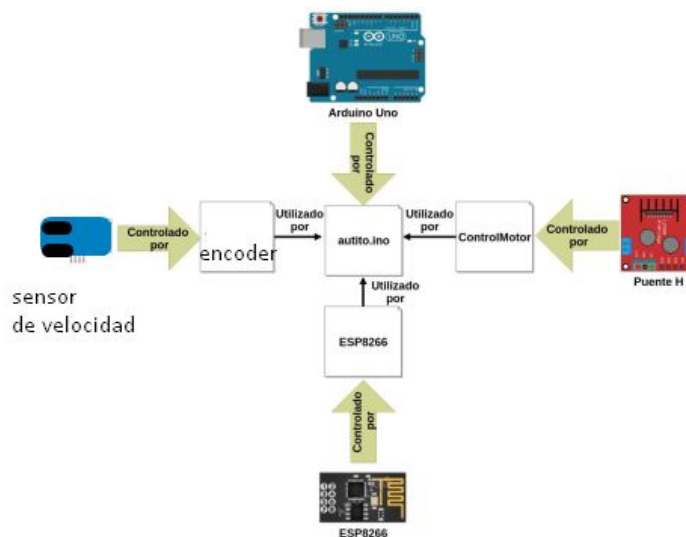 Arduino Uno
Controlado
por
Controlado
por
encoder
Utilizado
por
autito.ino
Utilizado
por
ControlMotor
Controlado
por
Puente H
sensor
de velocidad
Utilizado
por
ESP8266
Controlado
por
ESP8266